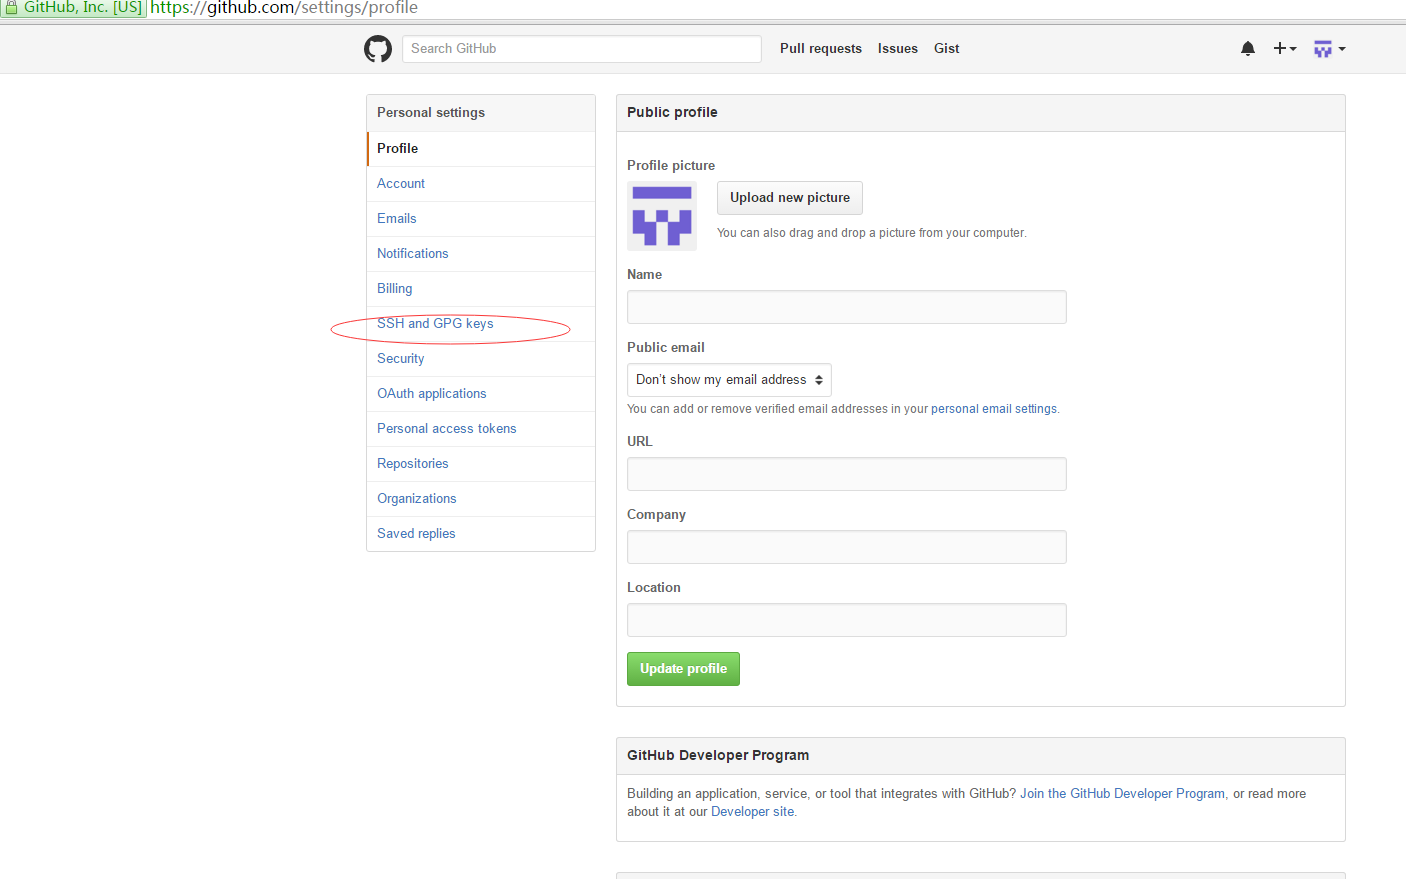 GitHub, Inc. [US] https://github.com/settings/profile
Search GitHub Pull requests Issues Gist
Personal settings
Profile
Account
Emails
Notifications
Billing
SSH and GPG keys
Security
OAuth applications
Personal access tokens
Repositories
Organizations
Saved replies
Public profile
Profile picture
Upload new picture
You can also drag and drop a picture from your computer.
Name
Public email
Don’t show my email address
You can add or remove verified email addresses in your personal email settings.
URL
Company
Location
Update profile
GitHub Developer Program
Building an application, service, or tool that integrates with GitHub? Join the GitHub Developer Program, or read more
about it at our Developer site.